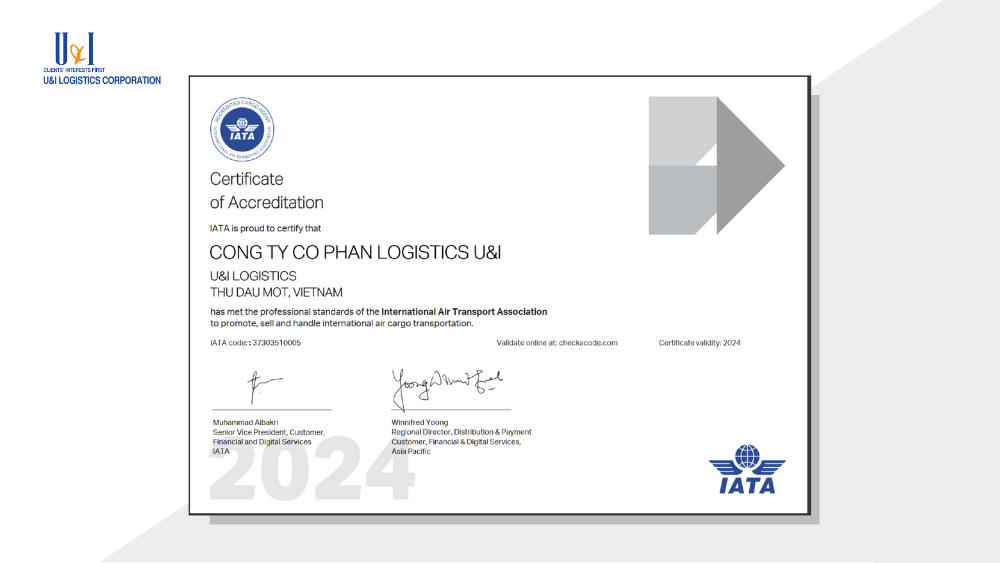 U&I
CLIENTS' INTERESTS FIRST
U&I LOGISTICS CORPORATION
ACCREDITED CARGO AGENT
IATA
INTERNATIONAL AIR TRANSPORT ASSOCIATION
Certificate
of Accreditation
IATA is proud to certify that
CONG TY CO PHAN LOGISTICS U&I
U&I LOGISTICS
THU DAU MOT, VIETNAM
has met the professional standards of the International Air Transport Association
to promote, sell and handle international air cargo transportation.
IATA code: : 37303510005
Validate online at: checkacode.com
Certificate validity: 2024
Muhammad Albakri
Senior Vice President, Customer,
Financial and Digital Services
IATA
Winnifred Yoong
Regional Director, Distribution & Payment
Customer, Financial & Digital Services,
Asia Pacific
2024
IATA